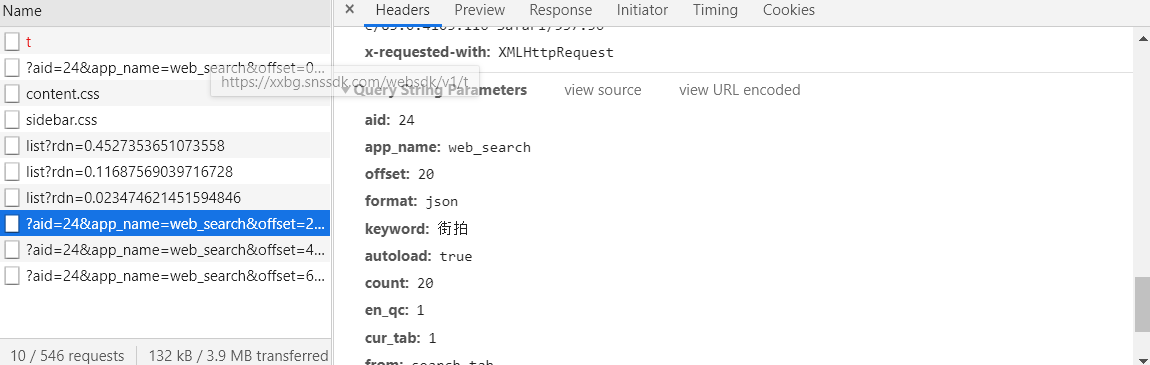 Name
t
?aid=24&app_name=web_search&offset=0...
https://xxbg.snssdk.com/websdk/v1/t
content.css
sidebar.css
list?rdn=0.4527353651073558
list?rdn=0.11687569039716728
list?rdn=0.023474621451594846
?aid=24&app_name=web_search&offset=2...
?aid=24&app_name=web_search&offset=4...
?aid=24&app_name=web_search&offset=6...
10 / 546 requests 132 kB / 3.9 MB transferred
× Headers Preview Response Initiator Timing Cookies
x-requested-with: XMLHttpRequest
▼Query String Parameters view source view URL encoded
aid: 24
app_name: web_search
offset: 20
format: json
keyword: 街拍
autoload: true
count: 20
en_qc: 1
cur_tab: 1
from: search_tab